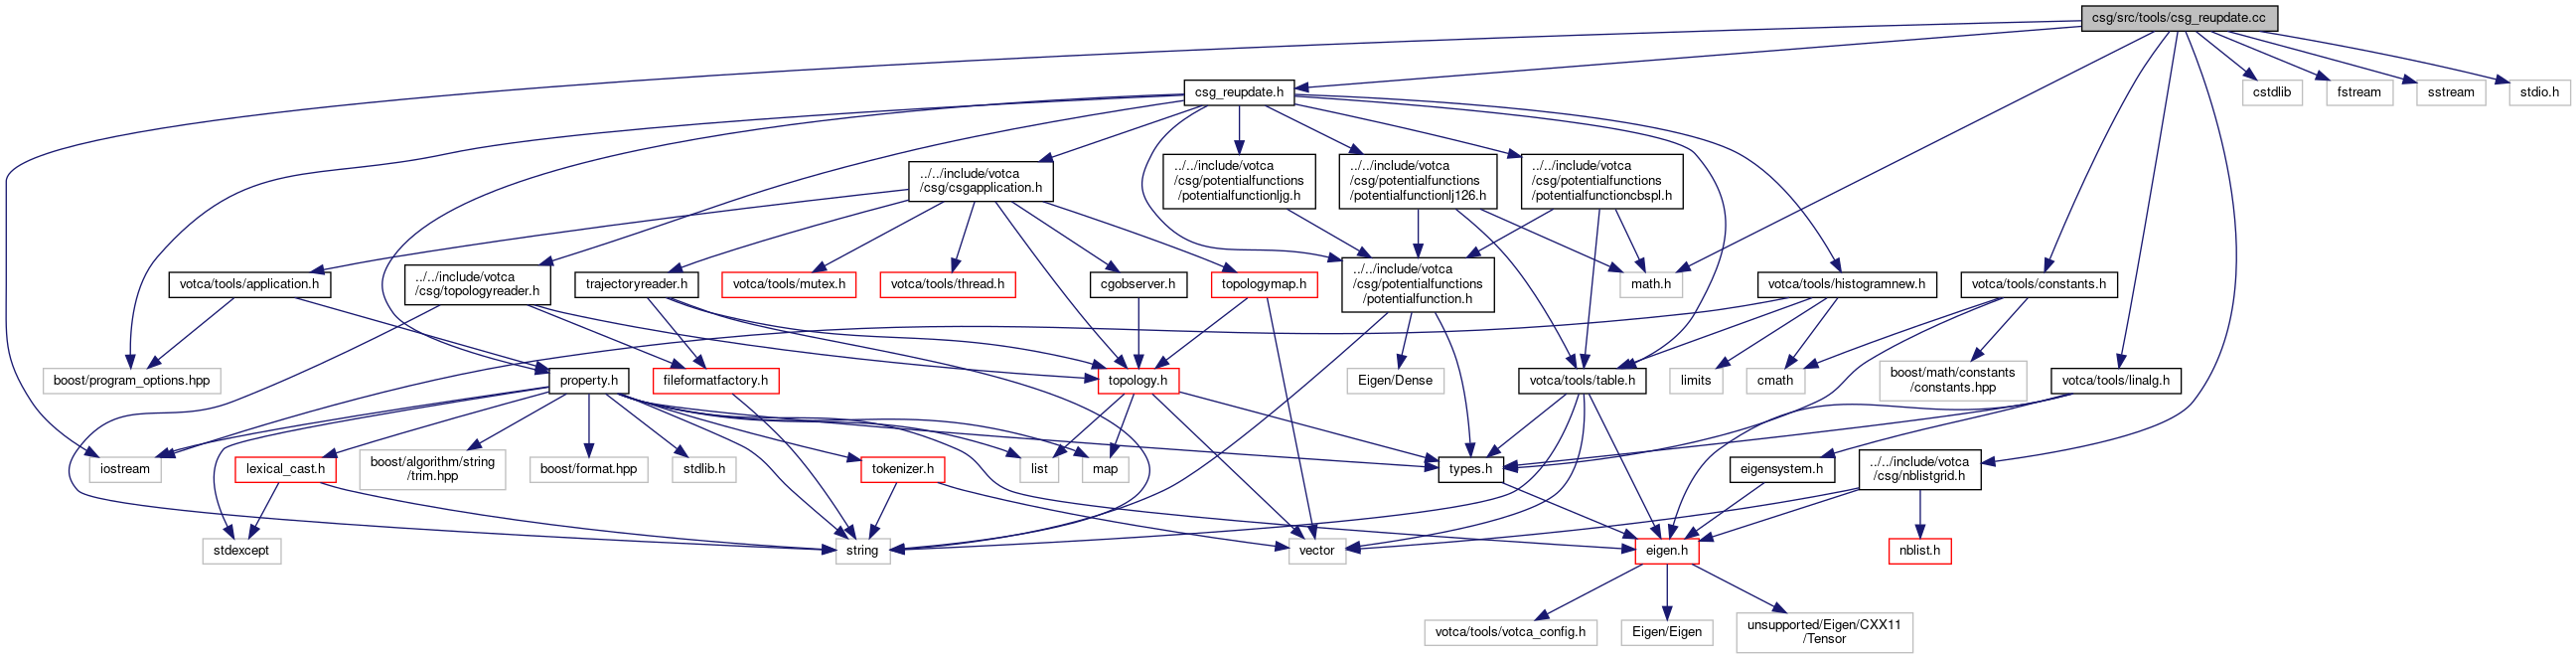 csg/src/tools/csg_reupdate.cc
csg_reupdate.h
cstdlib
fstream
sstream
stdio.h
../../include/votca
/csg/csgapplication.h
../../include/votca
/csg/potentialfunctions
/potentialfunctionljg.h
../../include/votca
/csg/potentialfunctions
/potentialfunctionlj126.h
../../include/votca
/csg/potentialfunctions
/potentialfunctioncbspl.h
votca/tools/application.h
../../include/votca
/csg/topologyreader.h
trajectoryreader.h
votca/tools/mutex.h
votca/tools/thread.h
cgobserver.h
topologymap.h
../../include/votca
/csg/potentialfunctions
/potentialfunction.h
math.h
votca/tools/histogramnew.h
votca/tools/constants.h
boost/program_options.hpp
property.h
fileformatfactory.h
topology.h
Eigen/Dense
votca/tools/table.h
limits
cmath
boost/math/constants
/constants.hpp
votca/tools/linalg.h
iostream
lexical_cast.h
boost/algorithm/string
/trim.hpp
boost/format.hpp
stdlib.h
tokenizer.h
list
map
types.h
eigensystem.h
../../include/votca
/csg/nblistgrid.h
stdexcept
string
vector
eigen.h
nblist.h
votca/tools/votca_config.h
Eigen/Eigen
unsupported/Eigen/CXX11
/Tensor